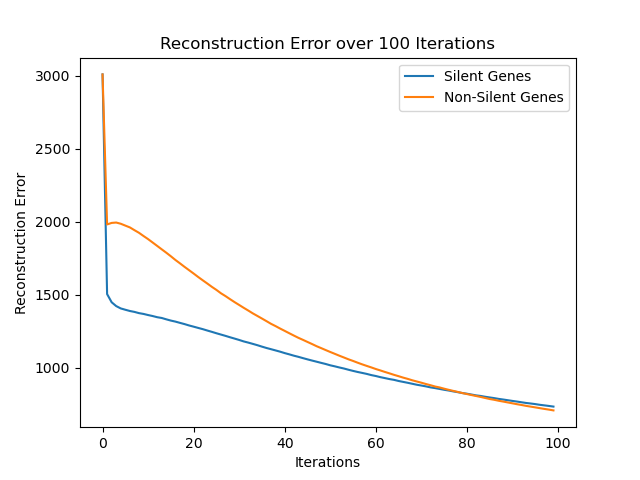 Reconstruction Error over 100 Iterations
Silent Genes
Non-Silent Genes
3000
2500
2000
1500
1000
Reconstruction Error
0
20
40
60
80
100
Iterations